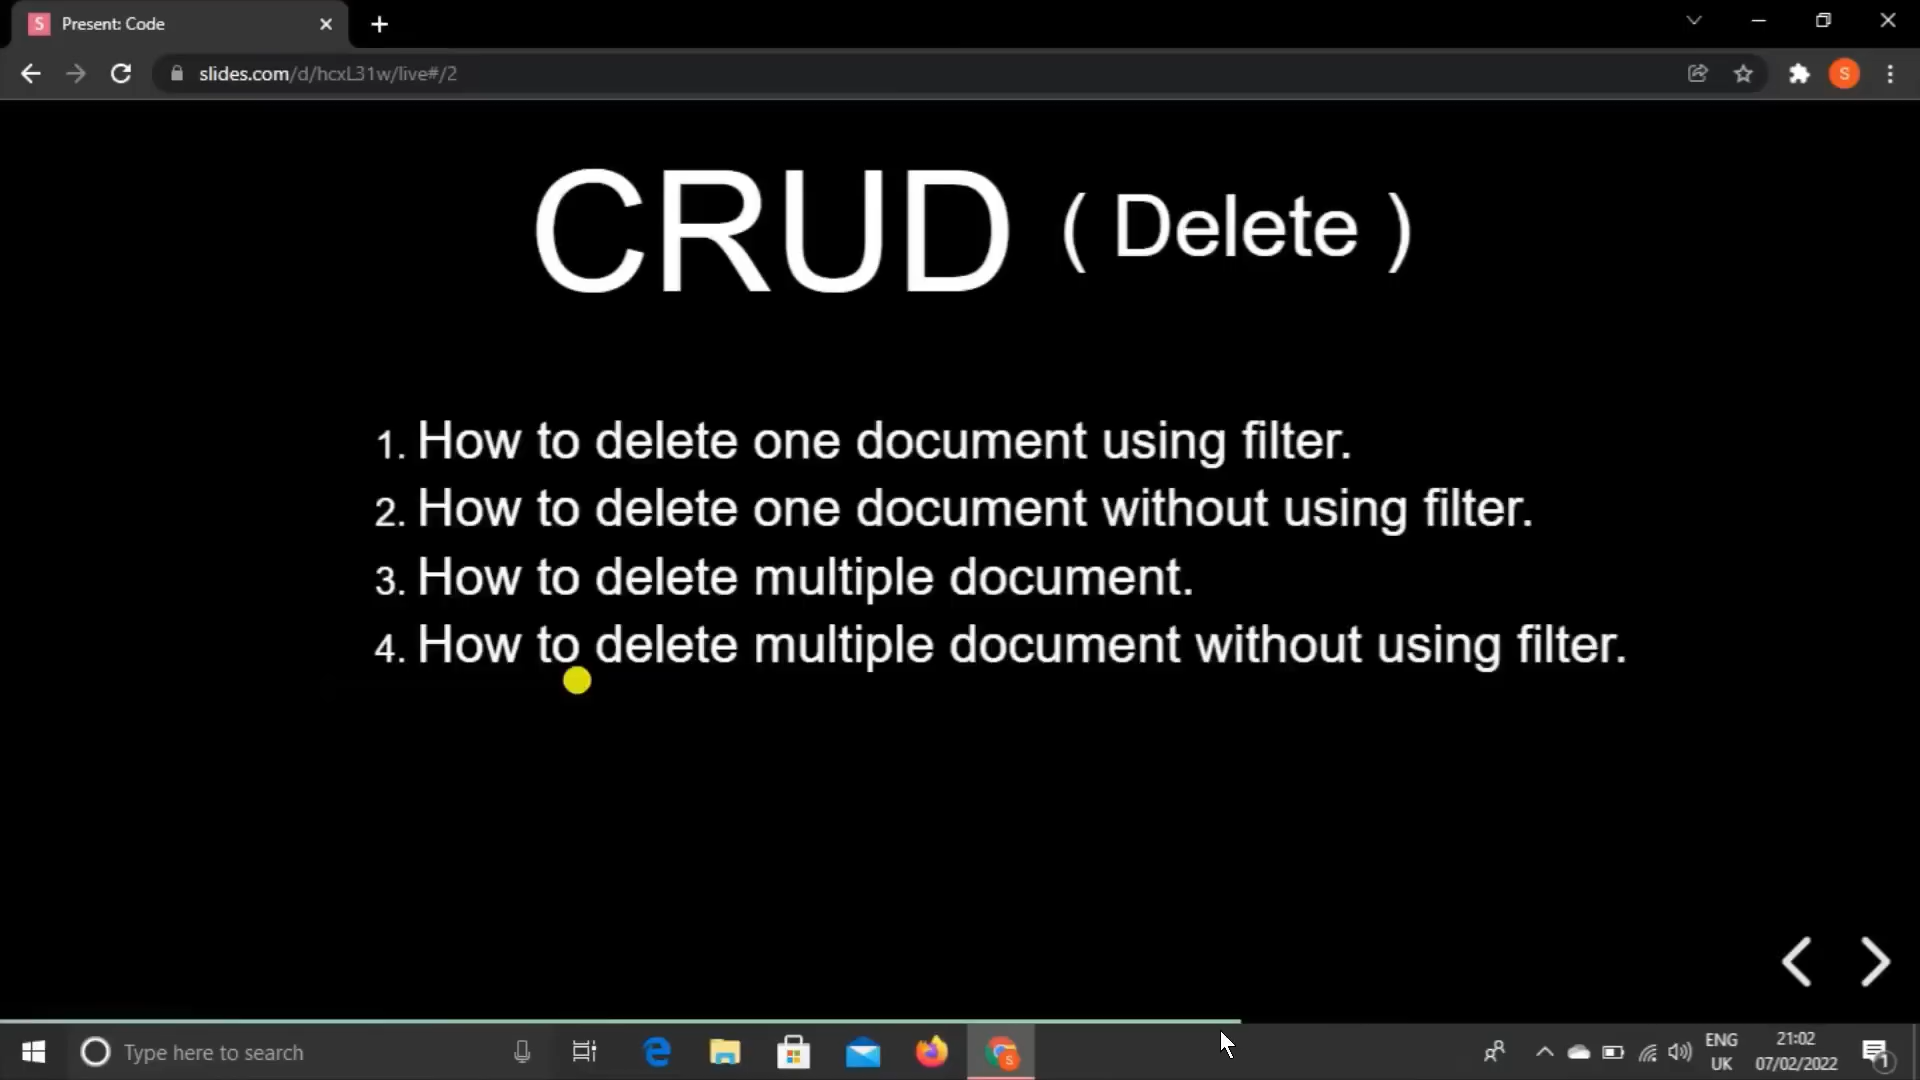 S Present: Code
slides.com/d/hcxL31w/live#/2
S
CRUD ( Delete )
1. How to delete one document using filter.
2. How to delete one document without using filter.
3. How to delete multiple document.
4. How to delete multiple document without using filter.
Type here to search
S
ENG
UK
21:02
07/02/2022
1